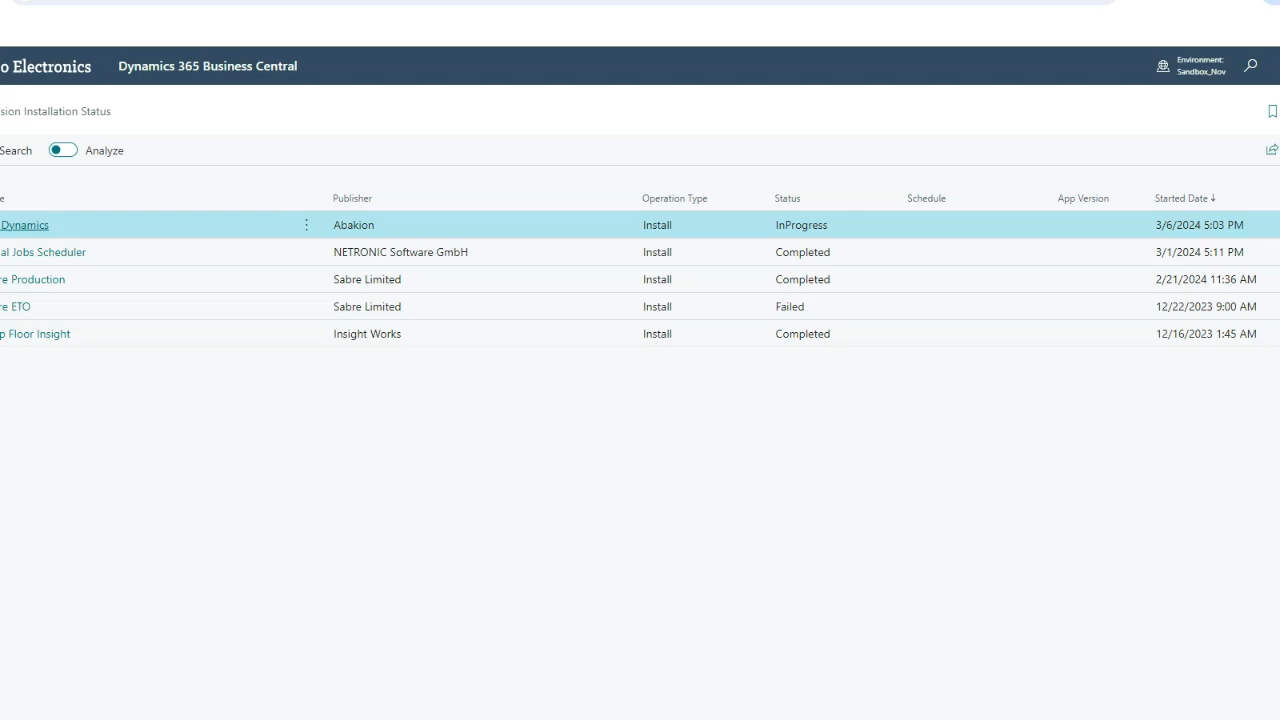 o Electronics Dynamics 365 Business Central Environment: Sandbox_Nov
sion Installation Status
Search Analyze
e Publisher Operation Type Status Schedule App Version Started Date ↓
Dynamics Abakion Install InProgress 3/6/2024 5:03 PM
al Jobs Scheduler NETRONIC Software GmbH Install Completed 3/1/2024 5:11 PM
re Production Sabre Limited Install Completed 2/21/2024 11:36 AM
re ETO Sabre Limited Install Failed 12/22/2023 9:00 AM
p Floor Insight Insight Works Install Completed 12/16/2023 1:45 AM